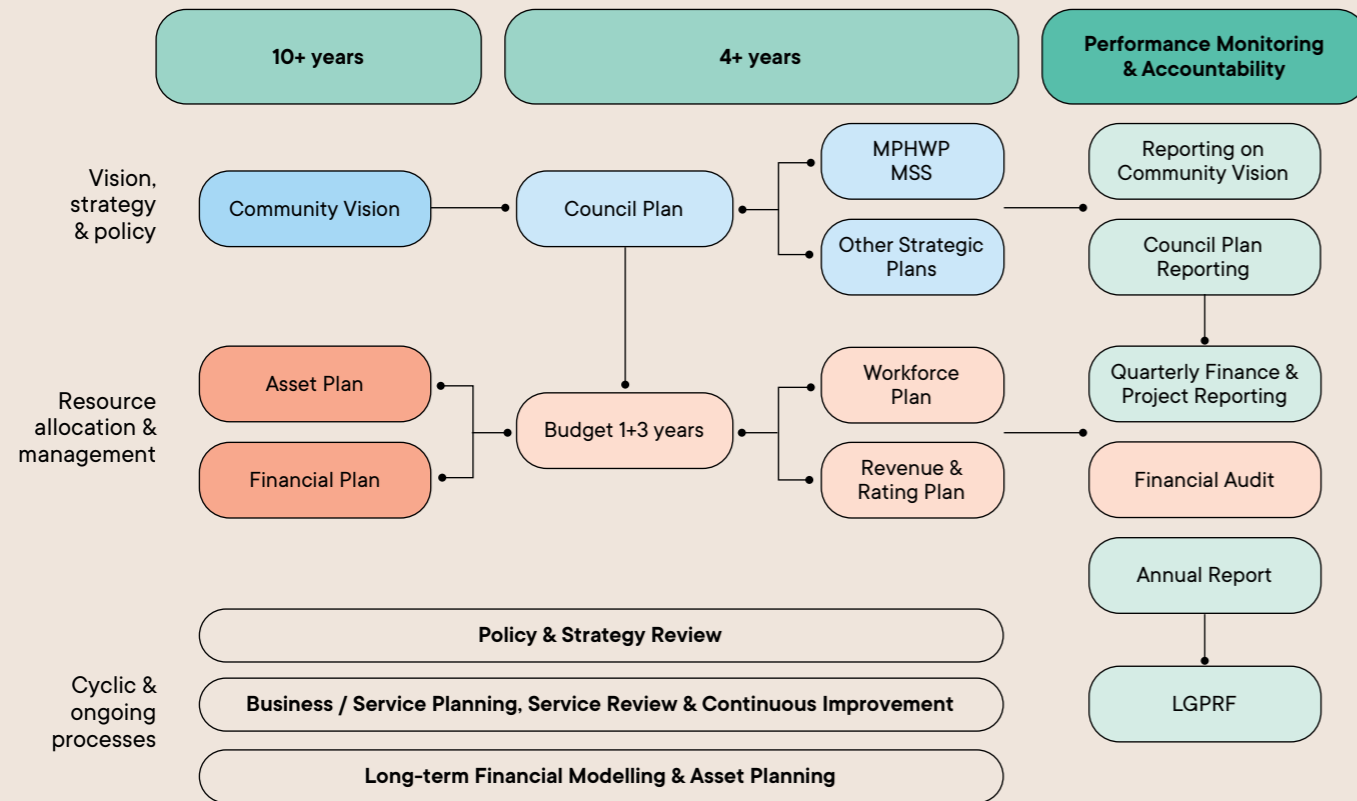 10+ years
4+ years
Performance Monitoring
& Accountability
Vision,
strategy
& policy
Community Vision
Council Plan
MPHWP
MSS
Other Strategic
Plans
Reporting on
Community Vision
Council Plan
Reporting
Resource
allocation &
management
Asset Plan
Financial Plan
Budget 1+3 years
Workforce
Plan
Revenue &
Rating Plan
Quarterly Finance &
Project Reporting
Financial Audit
Annual Report
LGPRF
Cyclic &
ongoing
processes
Policy & Strategy Review
Business / Service Planning, Service Review & Continuous Improvement
Long-term Financial Modelling & Asset Planning